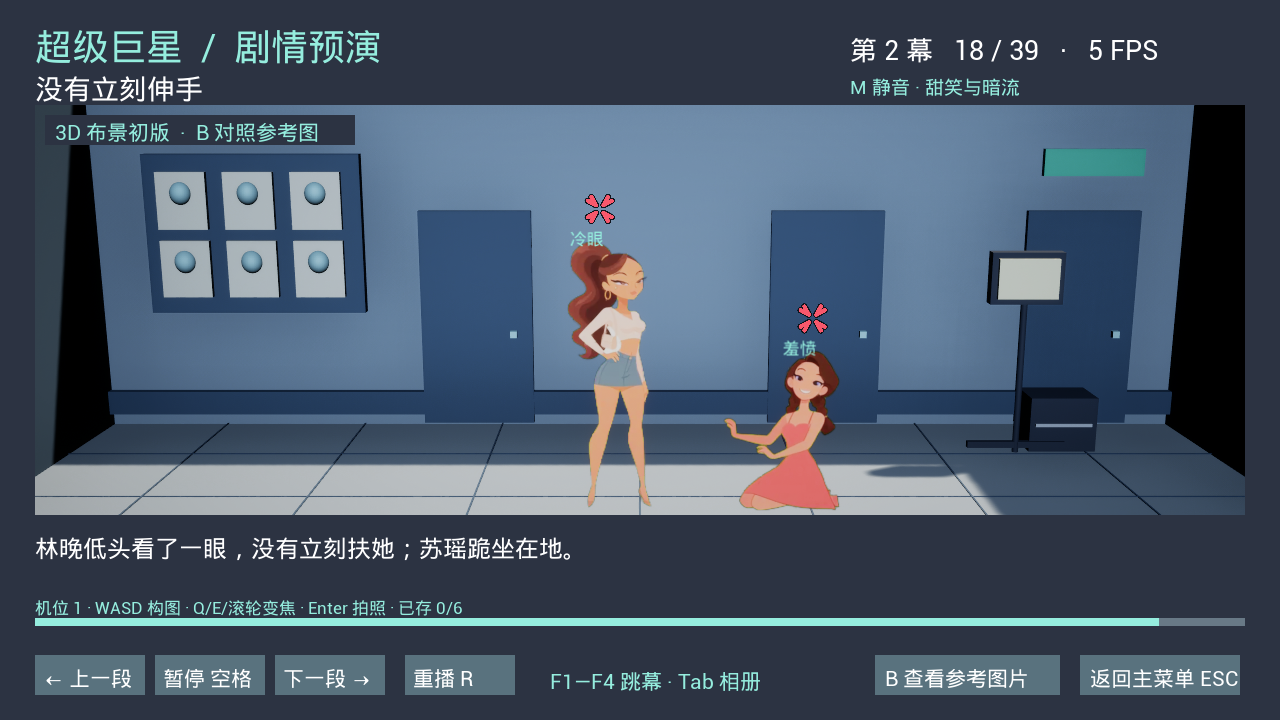 超级巨星 / 剧情预演
第 2 幕 18 / 39 · 5 FPS
没有立刻伸手
M 静音 · 甜笑与暗流
3D 布景初版 · B 对照参考图
冷眼
羞愤
林晚低头看了一眼，没有立刻扶她；苏瑶跪坐在地。
机位 1 · WASD 构图 · Q/E/滚轮变焦 · Enter 拍照 · 已存 0/6
← 上一段 暂停 空格 下一段 → 重播 R F1—F4 跳幕 · Tab 相册 B 查看参考图片 返回主菜单 ESC